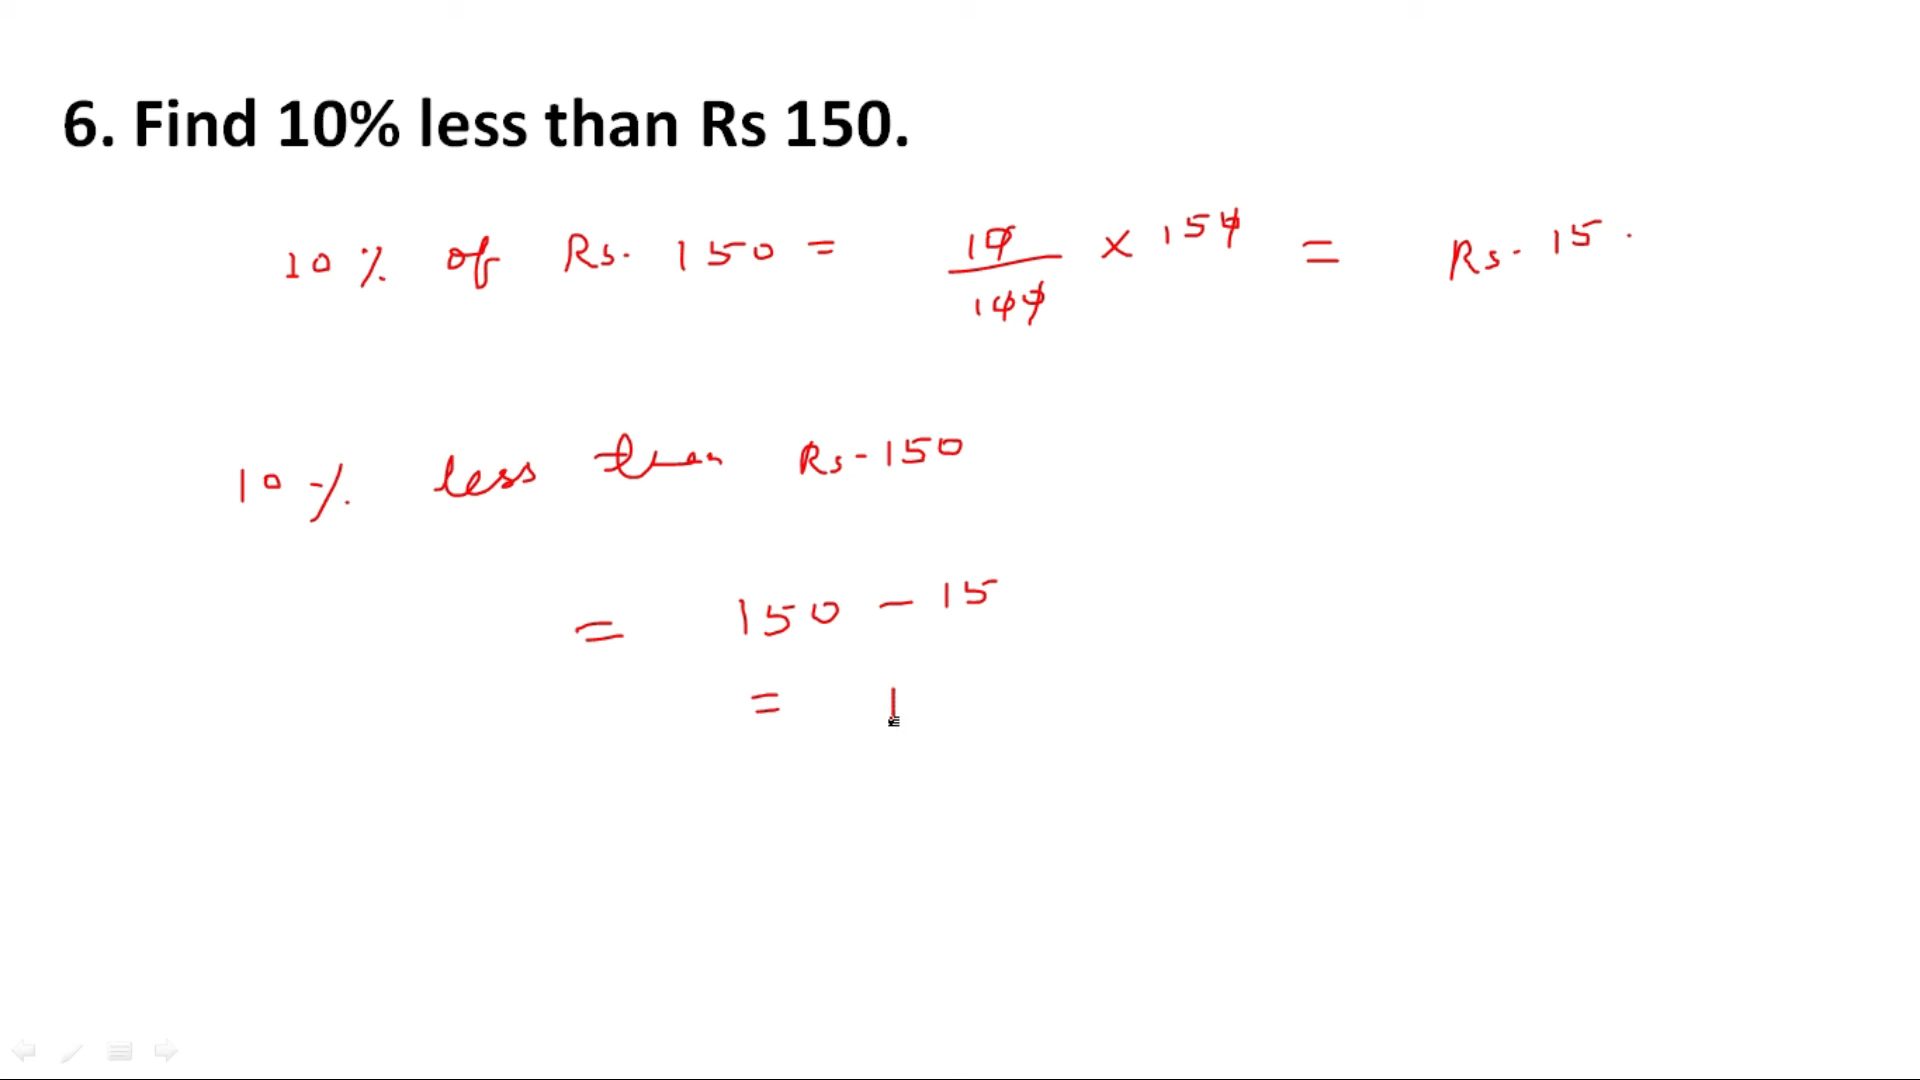 6. Find 10% less than Rs 150.
10 % of Rs. 150 = 10/100 × 150 = Rs. 15.
10 % less than Rs. 150
= 150 - 15
= 1